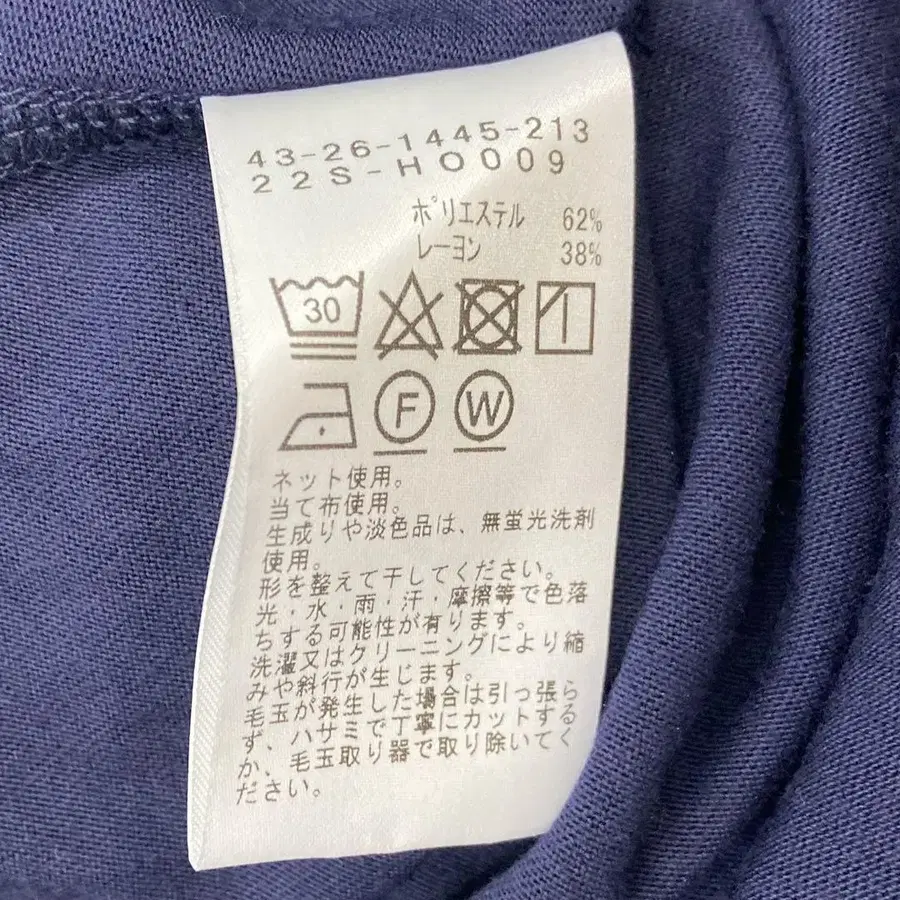 43-26-1445-213
22S-HO009
ポリエステル 62%
レーヨン 38%
30
F W
ネット使用。
当て布使用。
生成りや淡色品は、無蛍光洗剤
使用。
形を整えて干してください。
光・水・雨・汗・摩擦等で色落
ちする可能性が有ります。
洗濯又はクリーニングにより縮
みや斜行が生じます。
毛玉が発生した場合は引っ張ら
ず、ハサミで丁寧にカットする
か、毛玉取り器で取り除いてく
ださい。